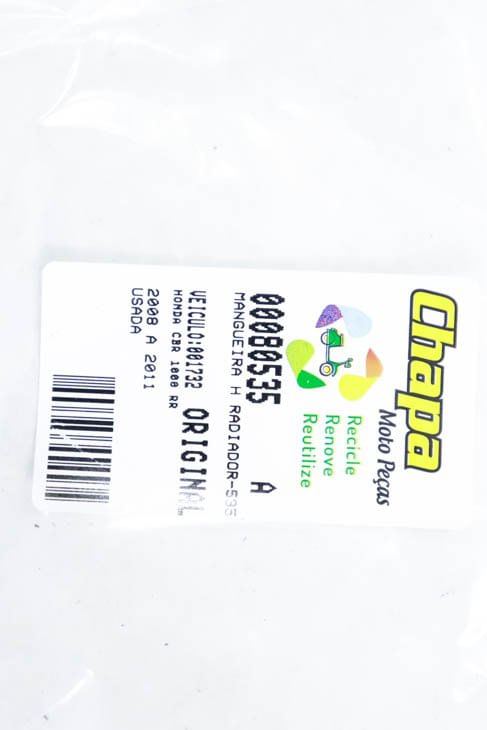 Chapa
Moto Peças
Recicle
Renove
Reutilize
00080535 A
MANGUEIRA H RADIADOR-535
VEICULO:001732 ORIGINAL
HONDA CBR 1000 RR
2008 A 2011
USADA